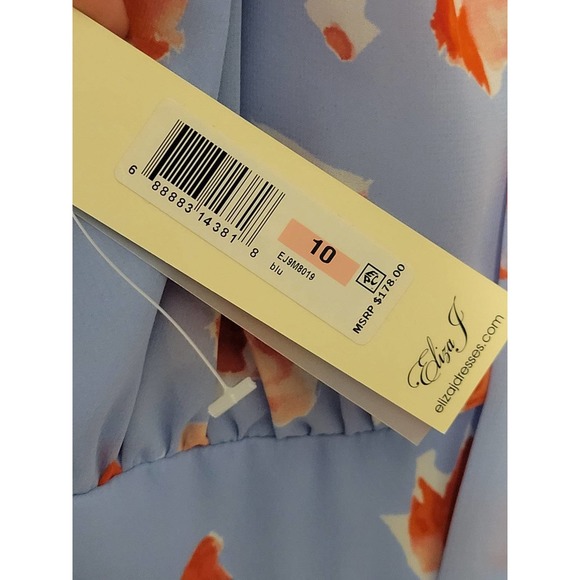 6 88883 14381 8
10
EJ9M8019
blu
MSRP $178.00
Eliza J
elizajdresses.com